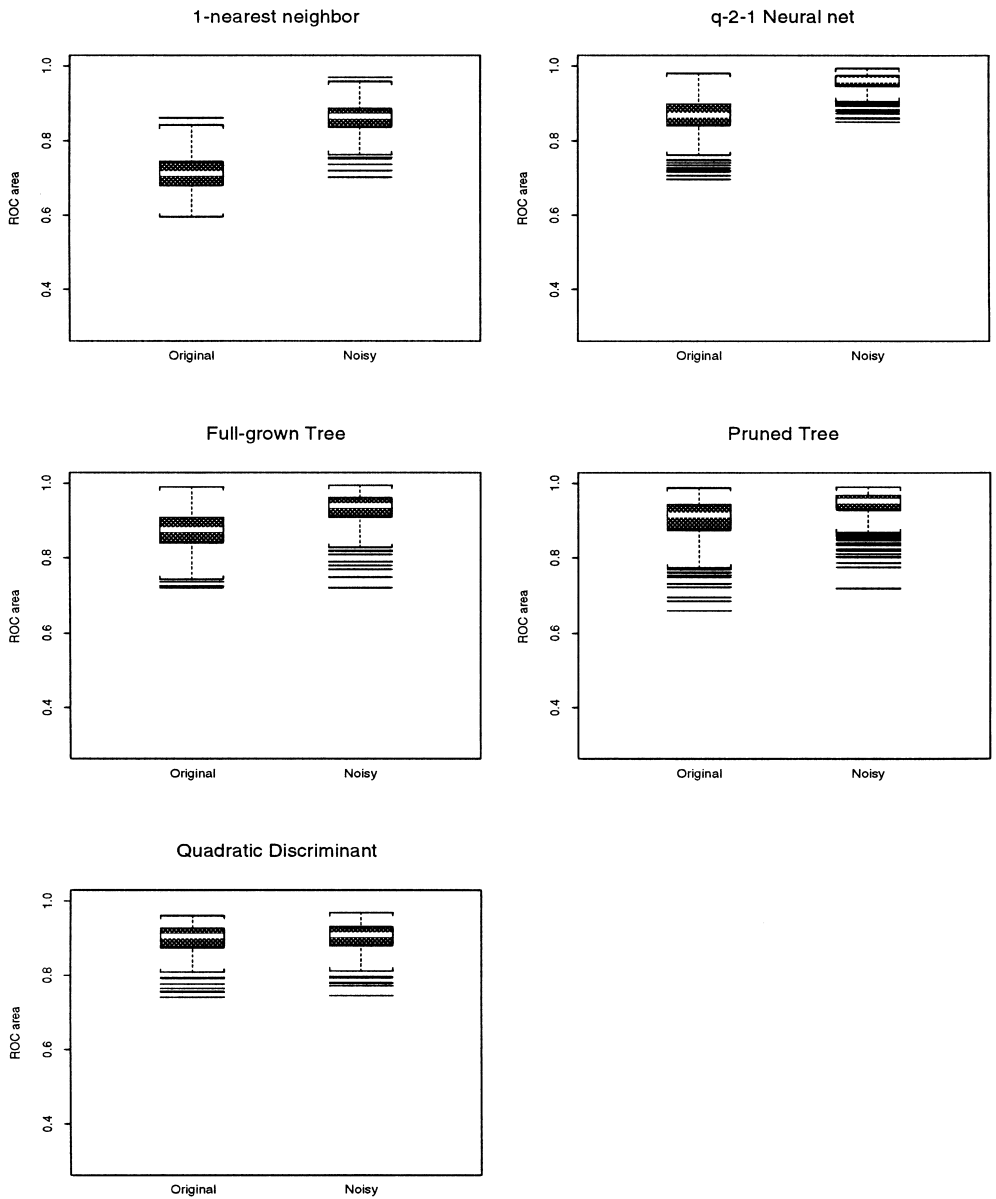 1-nearest neighbor
ROC area
1.0
0.8
0.6
0.4
Original
Noisy
q-2-1 Neural net
ROC area
1.0
0.8
0.6
0.4
Original
Noisy
Full-grown Tree
ROC area
1.0
0.8
0.6
0.4
Original
Noisy
Pruned Tree
ROC area
1.0
0.8
0.6
0.4
Original
Noisy
Quadratic Discriminant
ROC area
1.0
0.8
0.6
0.4
Original
Noisy